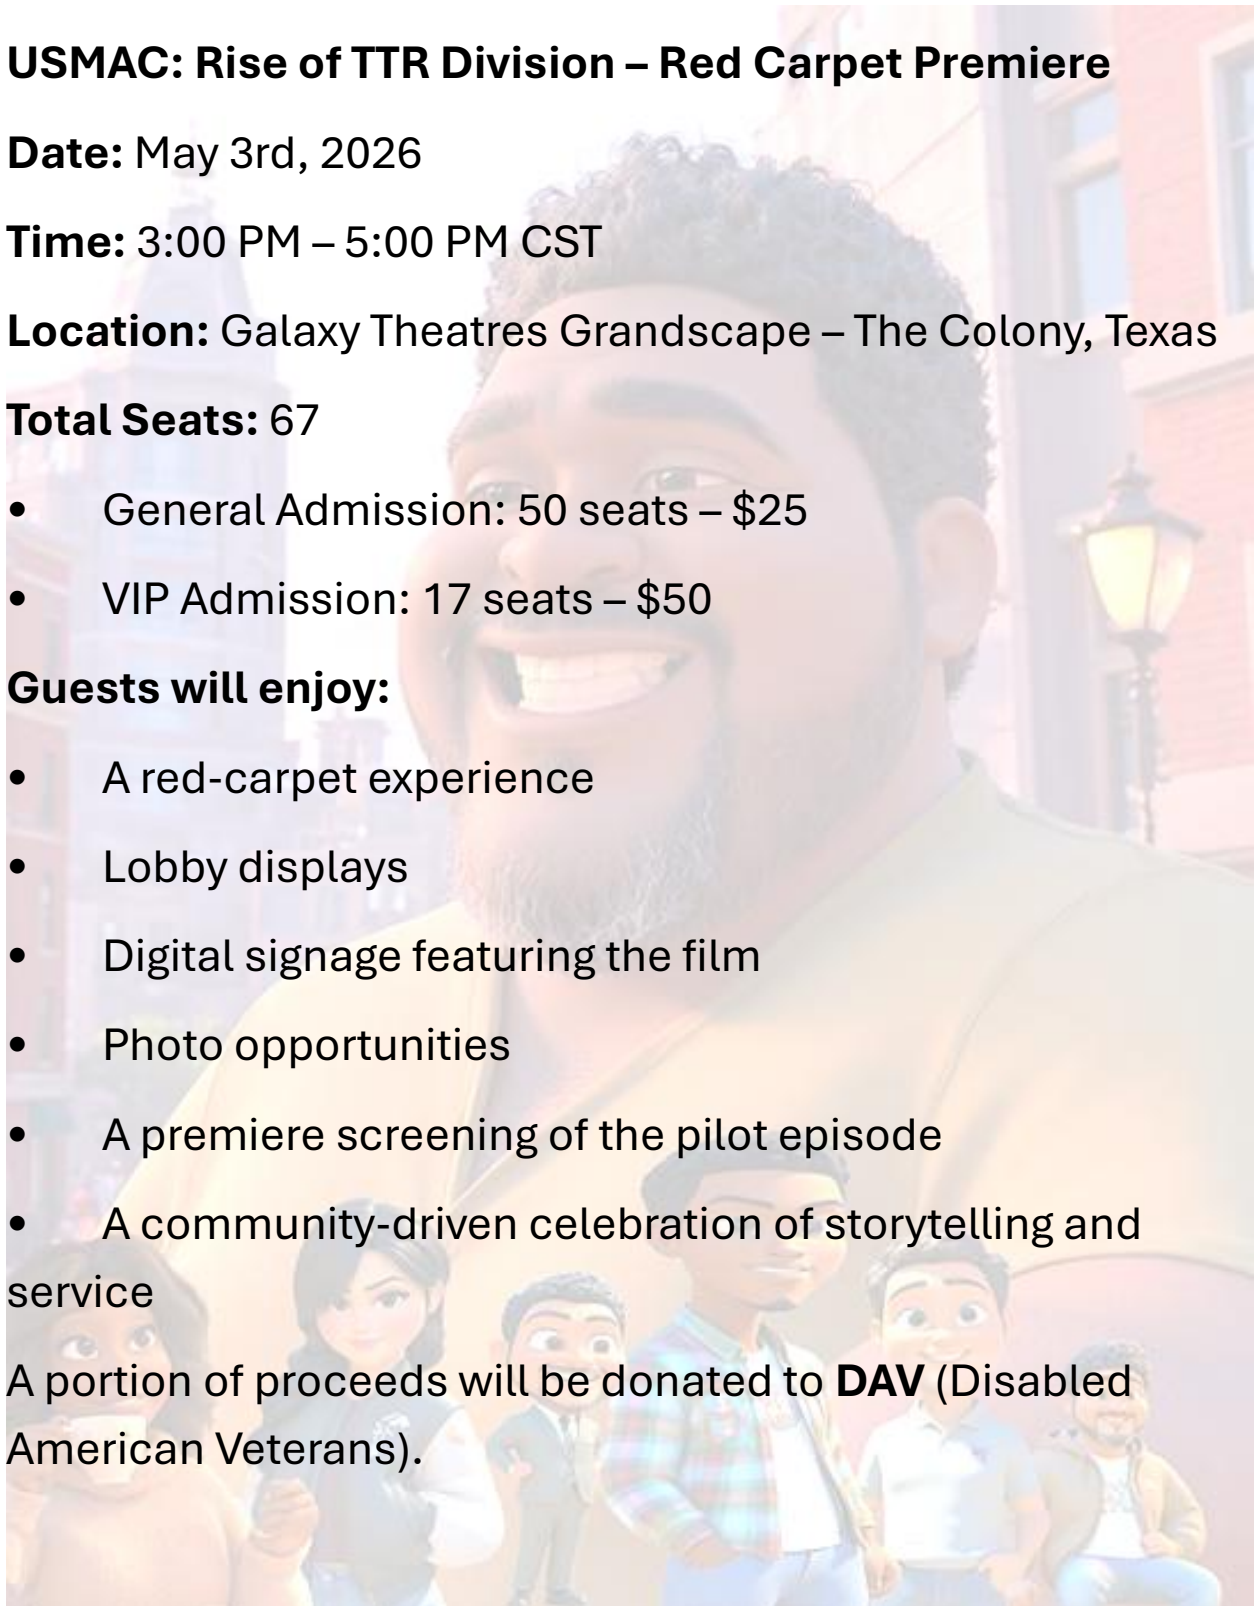 USMAC: Rise of TTR Division – Red Carpet Premiere
Date: May 3rd, 2026
Time: 3:00 PM – 5:00 PM CST
Location: Galaxy Theatres Grandscape – The Colony, Texas
Total Seats: 67
• General Admission: 50 seats – $25
• VIP Admission: 17 seats – $50
Guests will enjoy:
• A red-carpet experience
• Lobby displays
• Digital signage featuring the film
• Photo opportunities
• A premiere screening of the pilot episode
• A community-driven celebration of storytelling and
service
A portion of proceeds will be donated to DAV (Disabled
American Veterans).